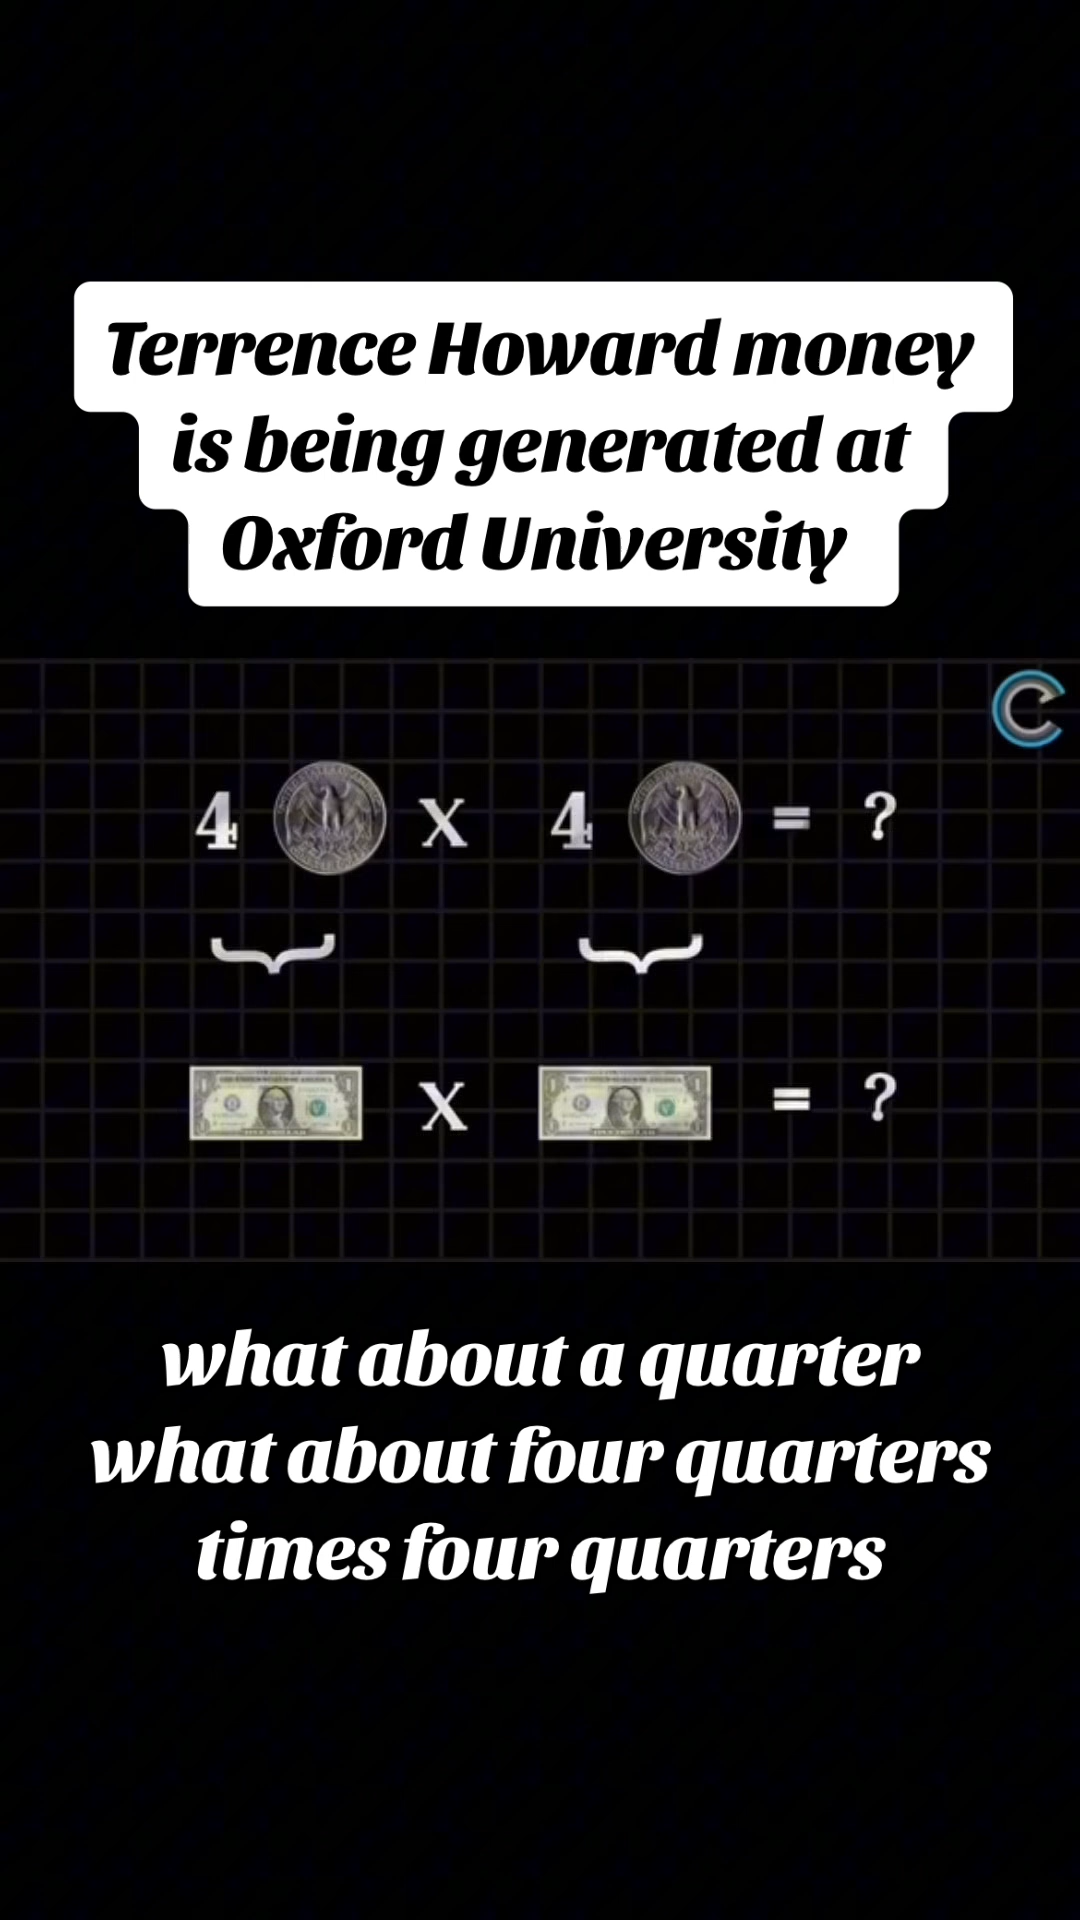 Terrence Howard money
is being generated at
Oxford University
C
4 X 4 = ?
X = ?
what about a quarter
what about four quarters
times four quarters